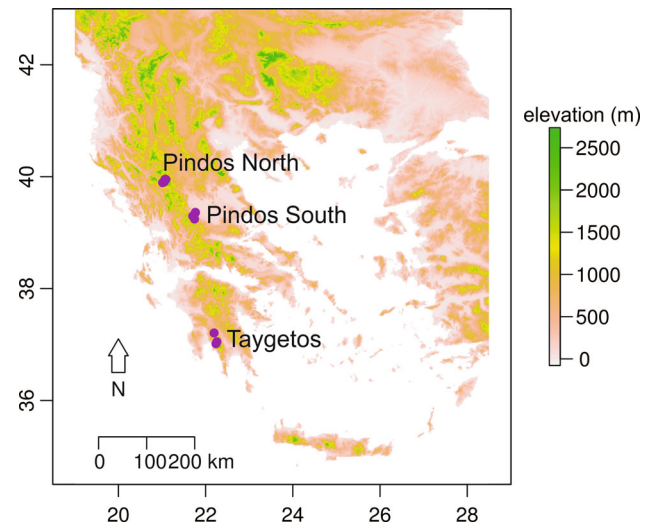 42
40
38
36
Pindos North
Pindos South
Taygetos
N
0 100 200 km
20 22 24 26 28
elevation (m)
2500
2000
1500
1000
500
0